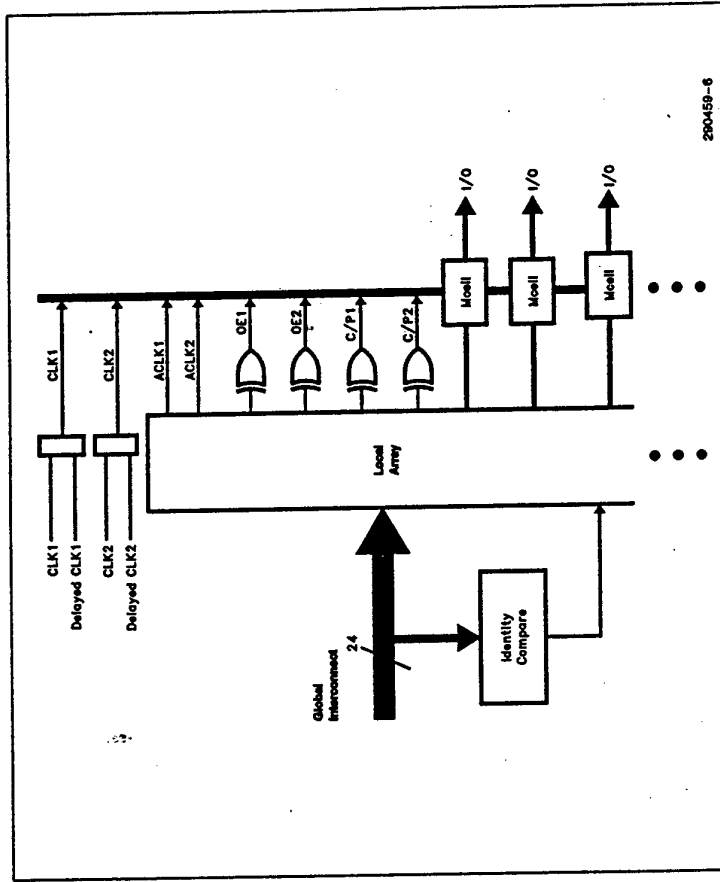 CLK1
Delayed CLK1
CLK2
Delayed CLK2
CLK1
CLK2
ACLK1
ACLK2
OE1
OE2
C/P1
C/P2
Global
Interconnect
24
Local
Array
Identity
Compare
Mcell
I/O
Mcell
I/O
Mcell
I/O
290459-6